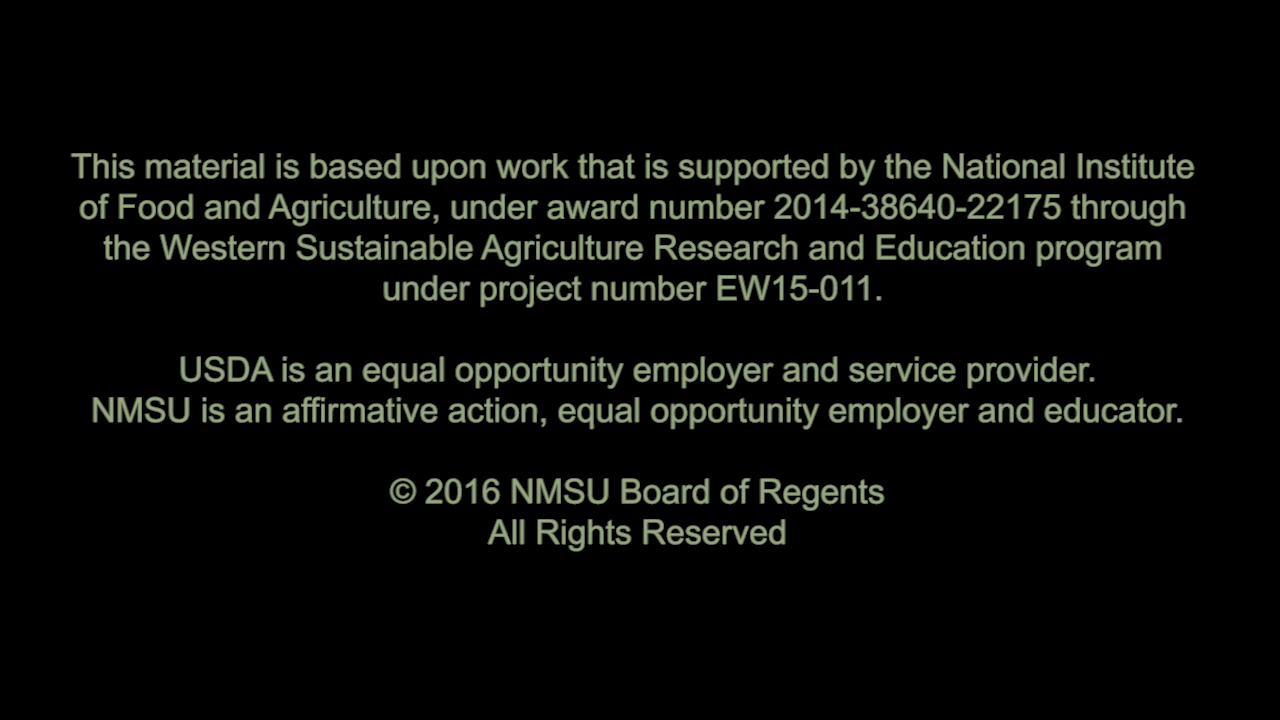 This material is based upon work that is supported by the National Institute
of Food and Agriculture, under award number 2014-38640-22175 through
the Western Sustainable Agriculture Research and Education program
under project number EW15-011.
USDA is an equal opportunity employer and service provider.
NMSU is an affirmative action, equal opportunity employer and educator.
© 2016 NMSU Board of Regents
All Rights Reserved